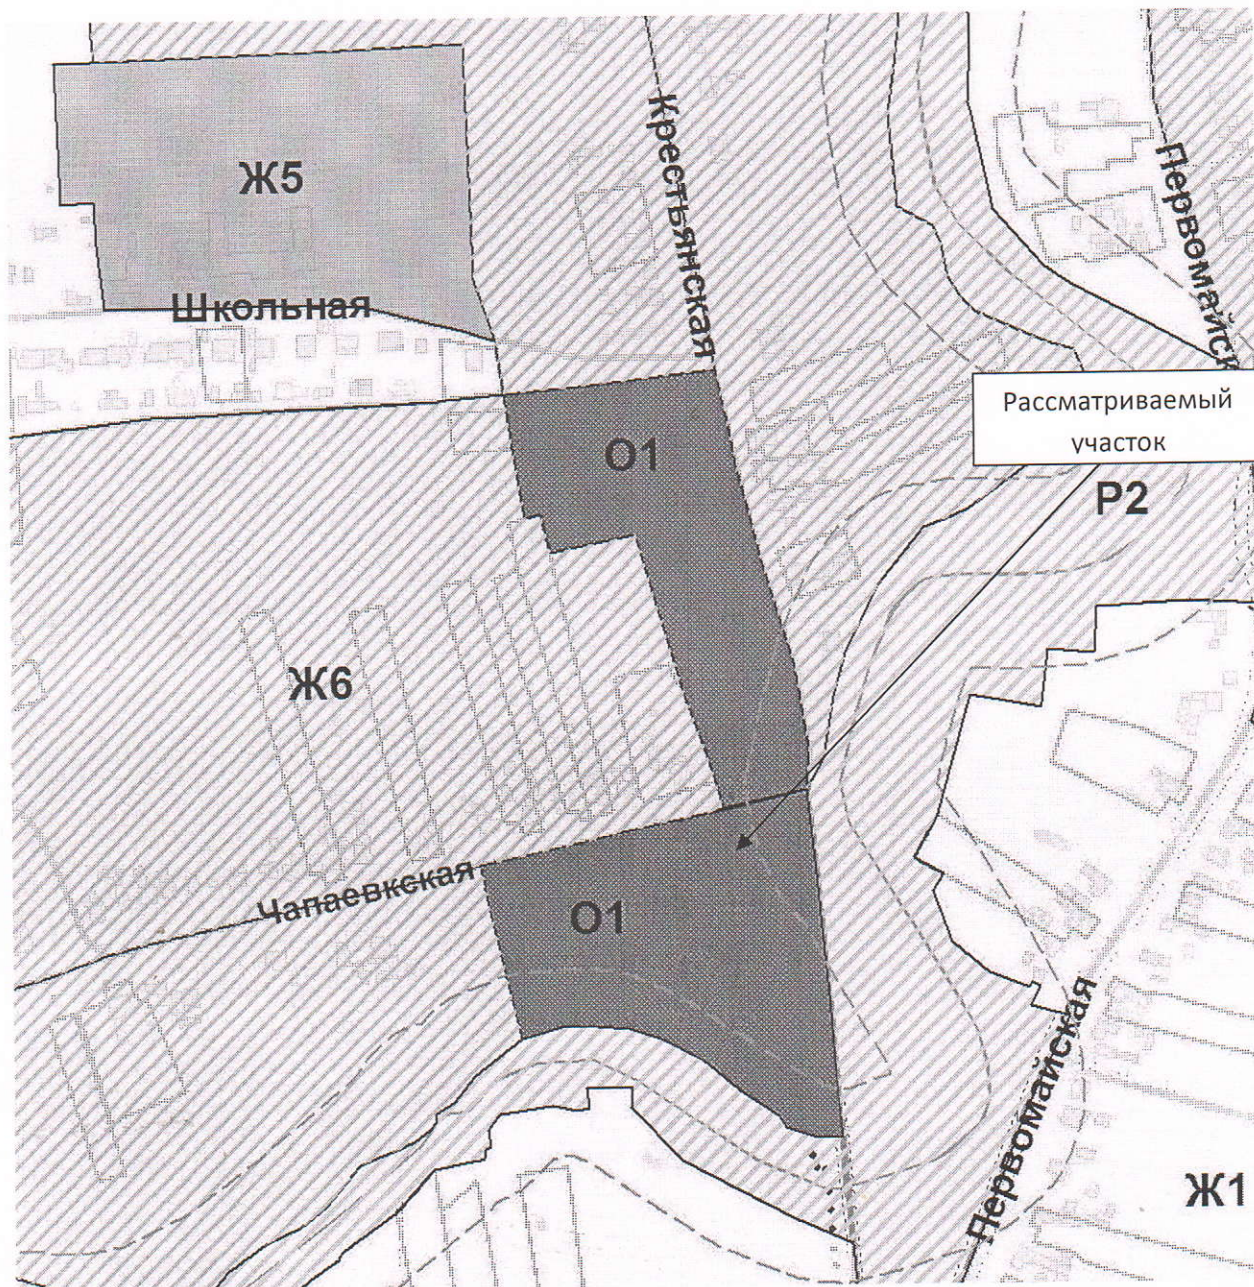 Ж5
Крестьянская
Первомайск
Школьная
Рассматриваемый
участок
О1
Р2
Ж6
Чапаевкская
О1
Первомайская
Ж1